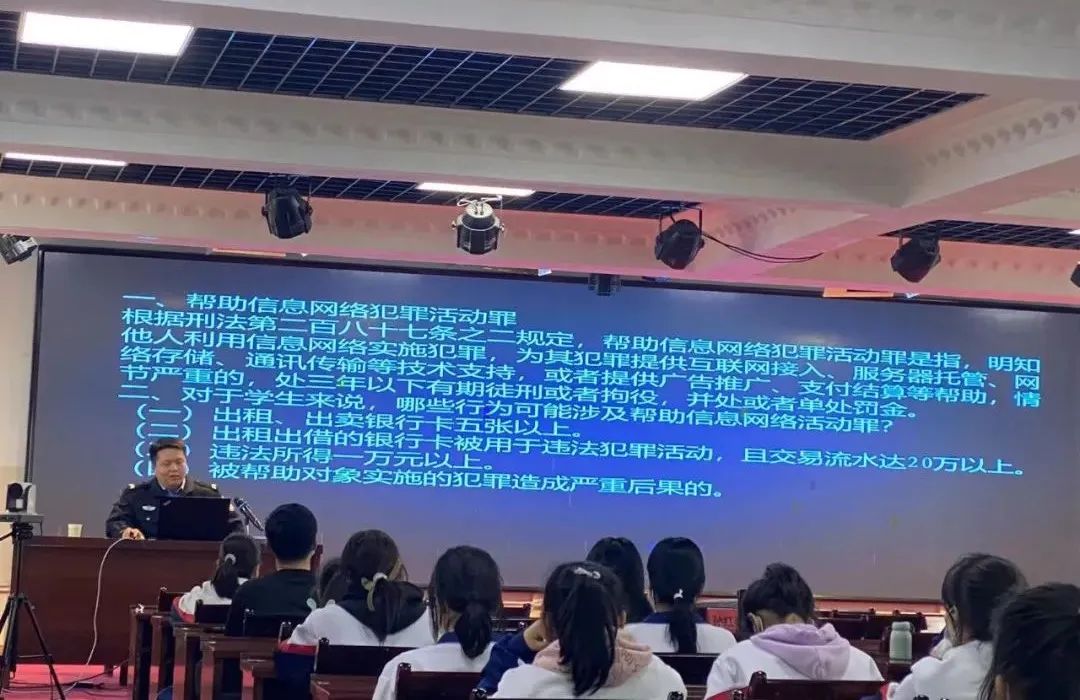 一、帮助信息网络犯罪活动罪
根据刑法第二百八十七条之二规定，帮助信息网络犯罪活动罪是指，明知
他人利用信息网络实施犯罪，为其犯罪提供互联网接入、服务器托管、网
络存储、通讯传输等技术支持，或者提供广告推广、支付结算等帮助，情
节严重的，处三年以下有期徒刑或者拘役，并处或者单处罚金。
二、对于学生来说，哪些行为可能涉及帮助信息网络活动罪？
（一）出租、出卖银行卡五张以上。
（二）出租出借的银行卡被用于违法犯罪活动，且交易流水达20万以上。
违法所得一万元以上。
被帮助对象实施的犯罪造成严重后果的。